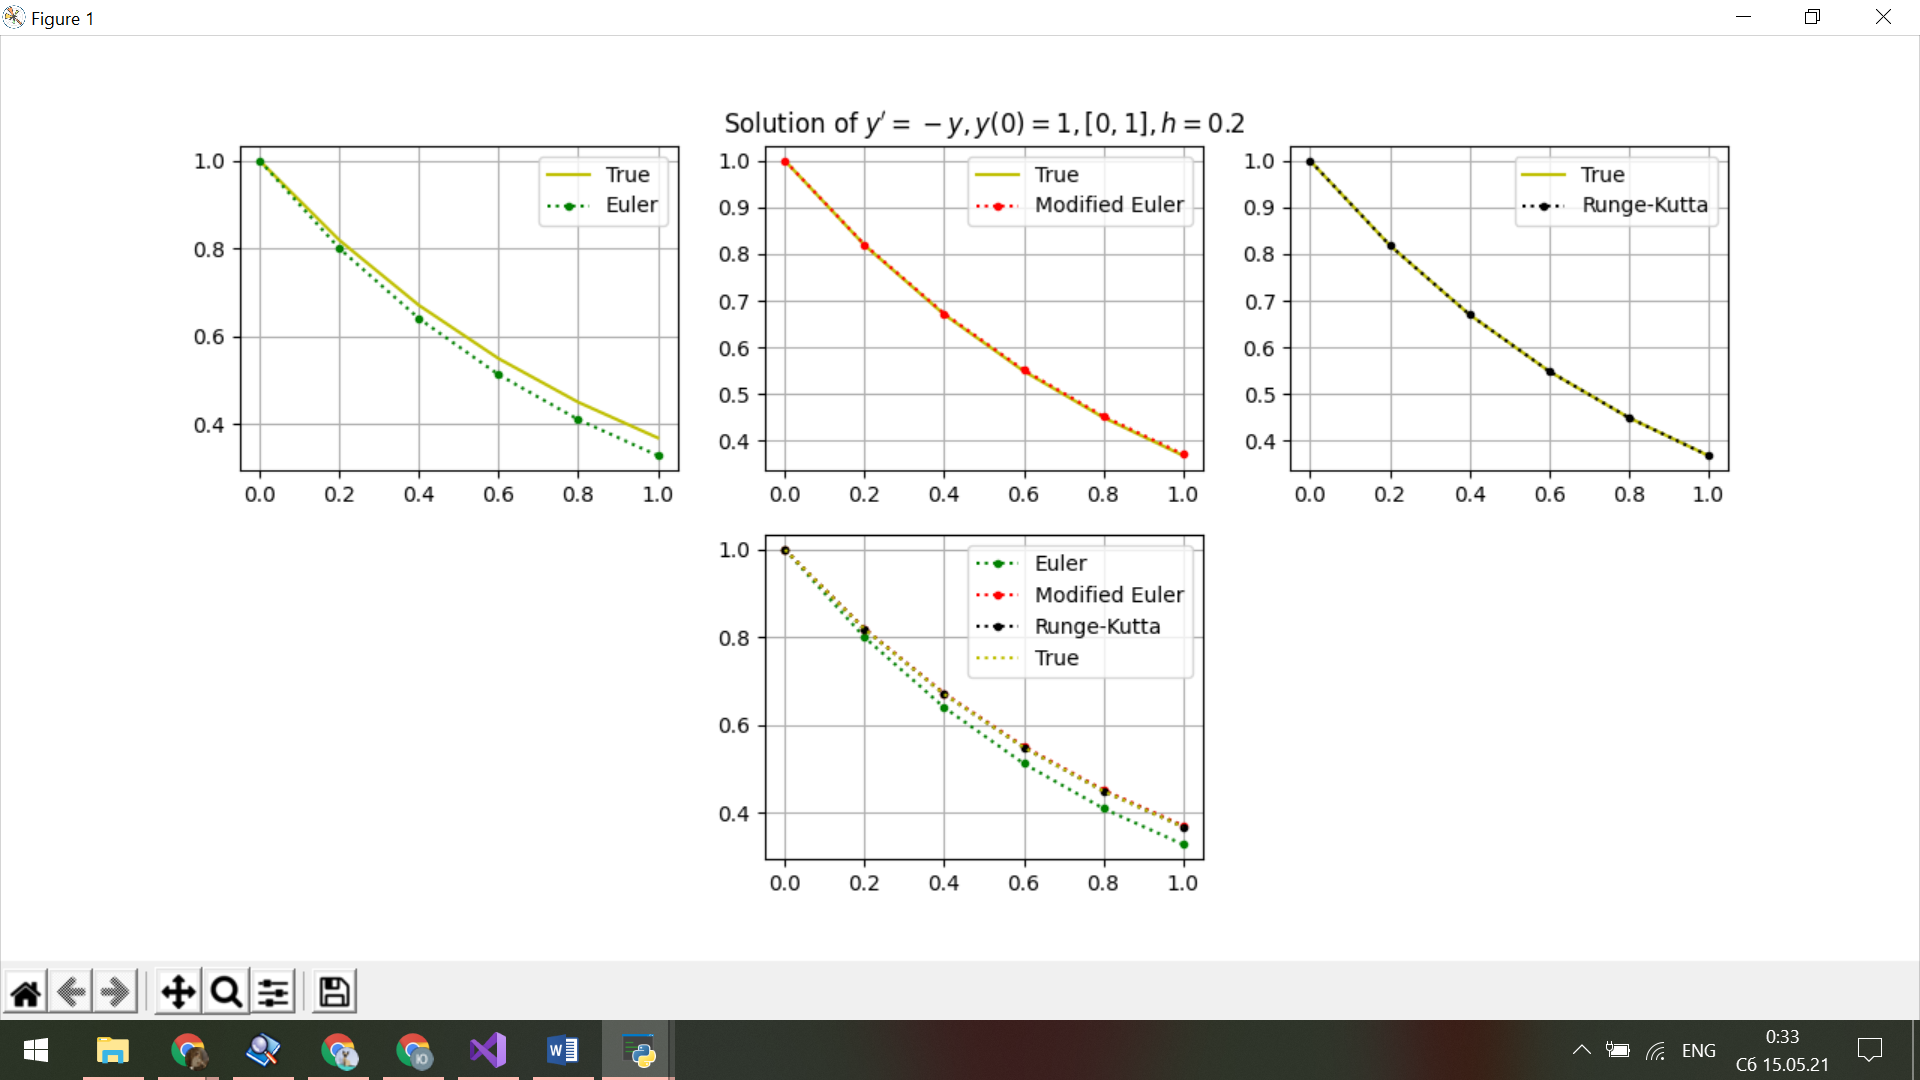 Figure 1
Solution of y′ = −y, y(0) = 1, [0, 1], h = 0.2
1.0
0.8
0.6
0.4
0.0 0.2 0.4 0.6 0.8 1.0
True
Euler
1.0
0.9
0.8
0.7
0.6
0.5
0.4
0.0 0.2 0.4 0.6 0.8 1.0
True
Modified Euler
1.0
0.9
0.8
0.7
0.6
0.5
0.4
0.0 0.2 0.4 0.6 0.8 1.0
True
Runge-Kutta
1.0
0.8
0.6
0.4
0.0 0.2 0.4 0.6 0.8 1.0
Euler
Modified Euler
Runge-Kutta
True
Ю
W
ENG
0:33
Сб 15.05.21